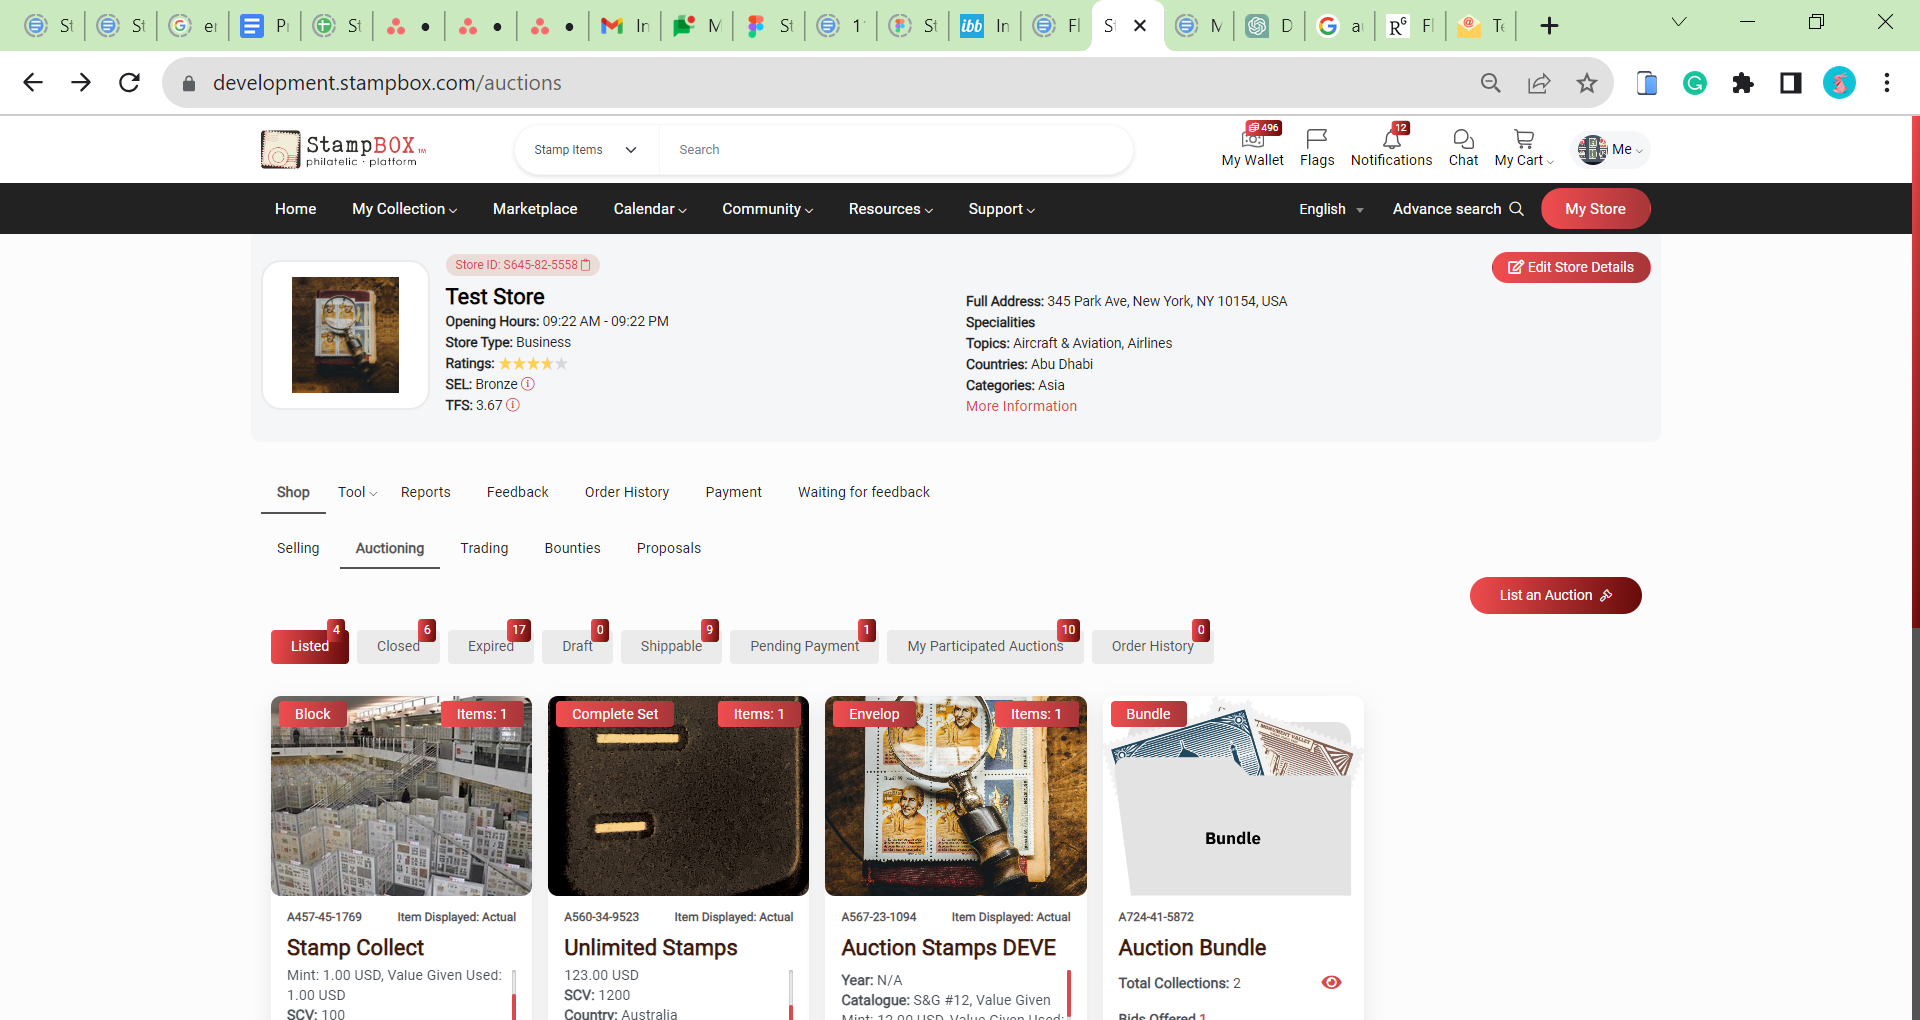 St
St
en
Pr
St
In
M
St
1
St
ibb In
Fl
St
M
D
au
Fl
Te
development.stampbox.com/auctions
StampBOX TM
philatelic · platform
Stamp Items
Search
496
My Wallet
Flags
12
Notifications
Chat
My Cart
Me
Home
My Collection
Marketplace
Calendar
Community
Resources
Support
English
Advance search
My Store
Store ID: S645-82-5558
Test Store
Opening Hours: 09:22 AM - 09:22 PM
Store Type: Business
Ratings:
SEL: Bronze
TFS: 3.67
Edit Store Details
Full Address: 345 Park Ave, New York, NY 10154, USA
Specialities
Topics: Aircraft & Aviation, Airlines
Countries: Abu Dhabi
Categories: Asia
More Information
Shop
Tool
Reports
Feedback
Order History
Payment
Waiting for feedback
Selling
Auctioning
Trading
Bounties
Proposals
List an Auction
Listed 4
Closed 6
Expired 17
Draft 0
Shippable 9
Pending Payment 1
My Participated Auctions 10
Order History 0
Block
Items: 1
A457-45-1769
Item Displayed: Actual
Stamp Collect
Mint: 1.00 USD, Value Given Used:
1.00 USD
SCV: 100
Complete Set
Items: 1
A560-34-9523
Item Displayed: Actual
Unlimited Stamps
123.00 USD
SCV: 1200
Country: Australia
Envelop
Items: 1
A567-23-1094
Item Displayed: Actual
Auction Stamps DEVE
Year: N/A
Catalogue: S&G #12, Value Given
Mint: 12.00 USD, Value Given Used:
Bundle
MONUMENT VALLEY
Bundle
A724-41-5872
Auction Bundle
Total Collections: 2
Bids Offered 1